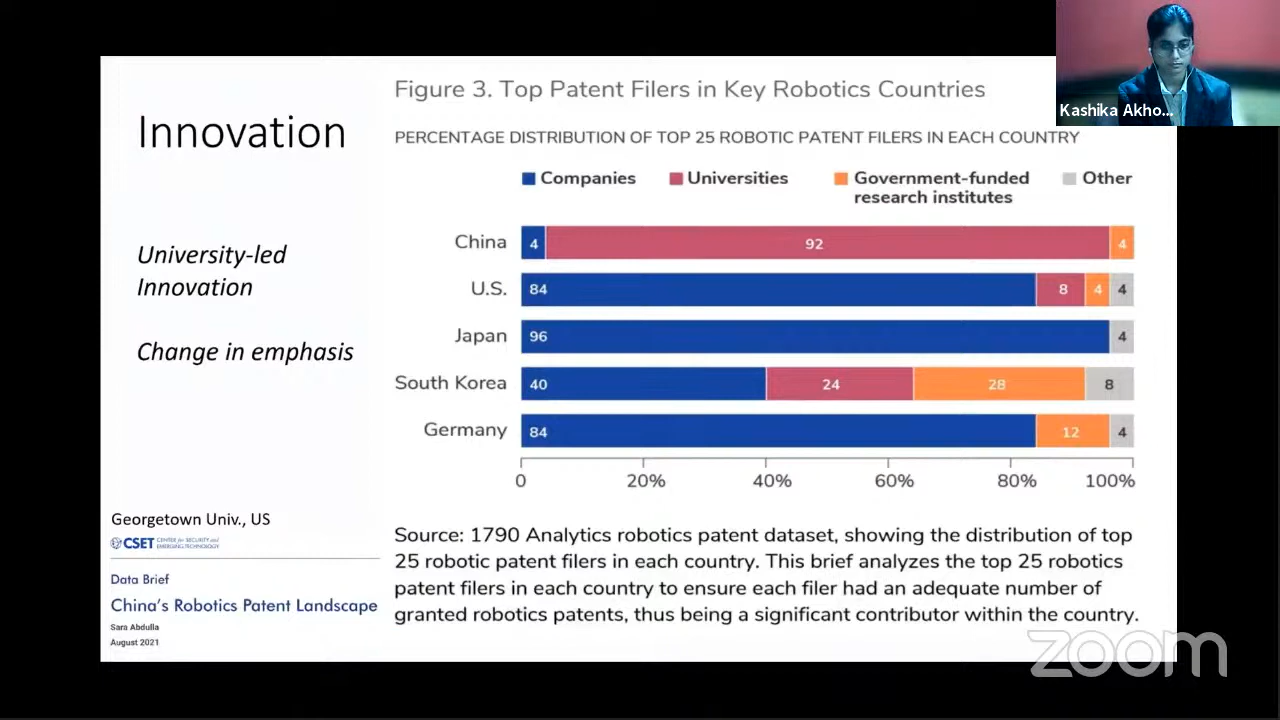 Kashika Akho...
Innovation
University-led
Innovation
Change in emphasis
Georgetown Univ., US
CSET CENTER for SECURITY and
EMERGING TECHNOLOGY
Data Brief
China's Robotics Patent Landscape
Sara Abdulla
August 2021
Figure 3. Top Patent Filers in Key Robotics Countries
PERCENTAGE DISTRIBUTION OF TOP 25 ROBOTIC PATENT FILERS IN EACH COUNTRY
Companies Universities Government-funded Other
research institutes
China 4 92 4
U.S. 84 8 4 4
Japan 96 4
South Korea 40 24 28 8
Germany 84 12 4
0 20% 40% 60% 80% 100%
Source: 1790 Analytics robotics patent dataset, showing the distribution of top
25 robotic patent filers in each country. This brief analyzes the top 25 robotics
patent filers in each country to ensure each filer had an adequate number of
granted robotics patents, thus being a significant contributor within the country.
zoom